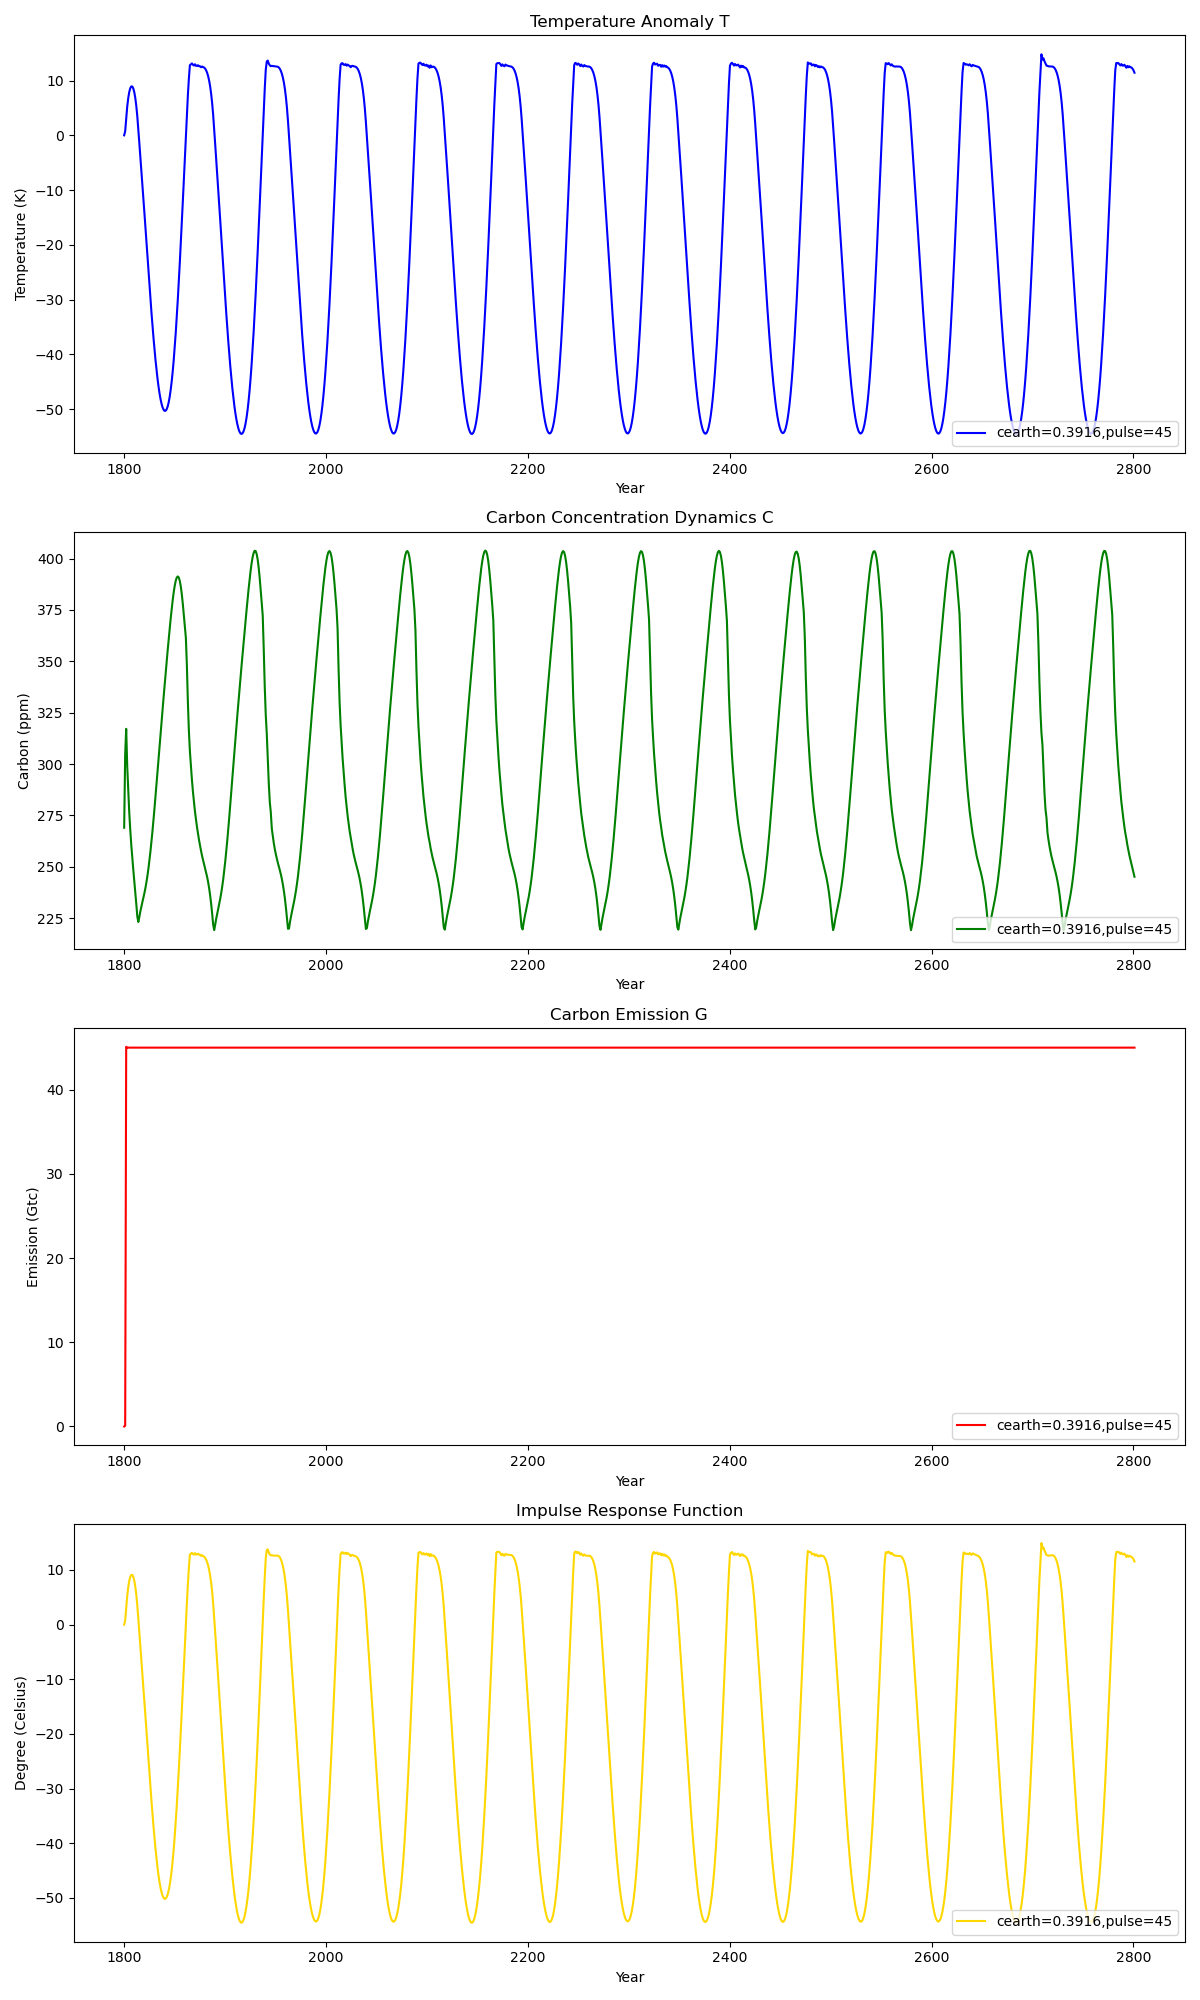 Temperature Anomaly T
Temperature (K)
10
0
−10
−20
−30
−40
−50
cearth=0.3916,pulse=45
1800 2000 2200 2400 2600 2800
Year
Carbon Concentration Dynamics C
Carbon (ppm)
400
375
350
325
300
275
250
225
cearth=0.3916,pulse=45
1800 2000 2200 2400 2600 2800
Year
Carbon Emission G
Emission (Gtc)
40
30
20
10
0
cearth=0.3916,pulse=45
1800 2000 2200 2400 2600 2800
Year
Impulse Response Function
Degree (Celsius)
10
0
−10
−20
−30
−40
−50
cearth=0.3916,pulse=45
1800 2000 2200 2400 2600 2800
Year